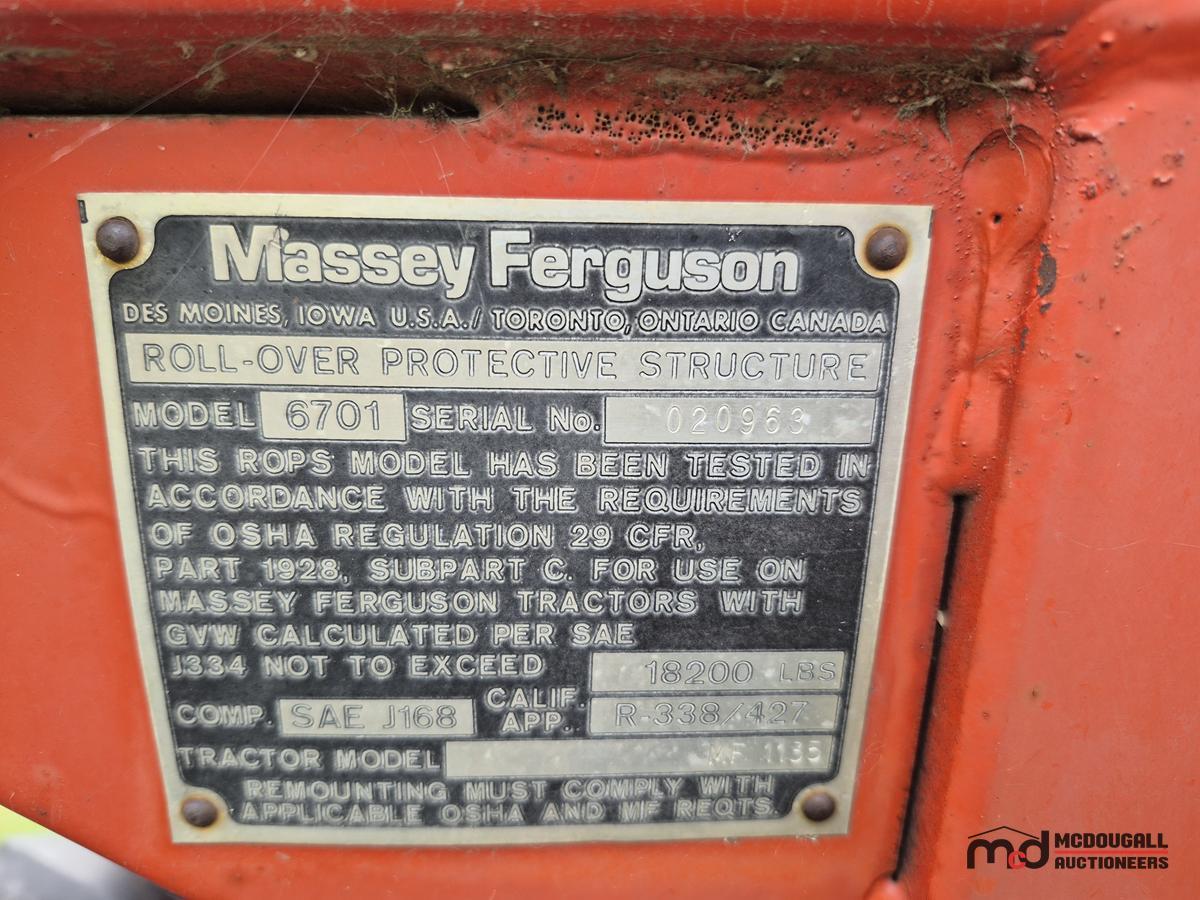 Massey Ferguson
DES MOINES, IOWA U.S.A./ TORONTO, ONTARIO CANADA
ROLL-OVER PROTECTIVE STRUCTURE
MODEL 6701 SERIAL No. 020963
THIS ROPS MODEL HAS BEEN TESTED IN
ACCORDANCE WITH THE REQUIREMENTS
OF OSHA REGULATION 29 CFR,
PART 1928, SUBPART C. FOR USE ON
MASSEY FERGUSON TRACTORS WITH
GVW CALCULATED PER SAE
J334 NOT TO EXCEED 18200 LBS
COMP. SAE J168 CALIF. APP. R-338/427
TRACTOR MODEL MF 1135
REMOUNTING MUST COMPLY WITH
APPLICABLE OSHA AND MF REQTS.
mcd MCDOUGALL
AUCTIONEERS